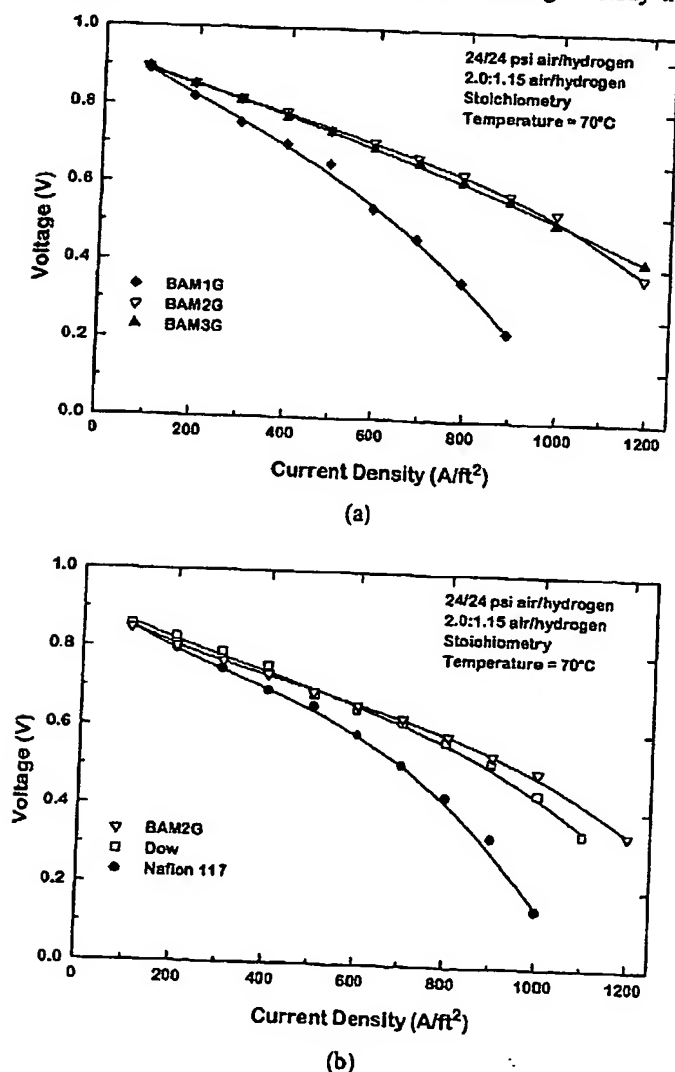 1.0
0.8
0.6
0.4
0.2
0.0
Voltage (V)
24/24 psi air/hydrogen
2.0:1.15 air/hydrogen
Stoichiometry
Temperature = 70°C
BAM1G
BAM2G
BAM3G
0 200 400 600 800 1000 1200
Current Density (A/ft²)
(a)
1.0
0.8
0.6
0.4
0.2
0.0
Voltage (V)
24/24 psi air/hydrogen
2.0:1.15 air/hydrogen
Stoichiometry
Temperature = 70°C
BAM2G
Dow
Nafion 117
0 200 400 600 800 1000 1200
Current Density (A/ft²)
(b)